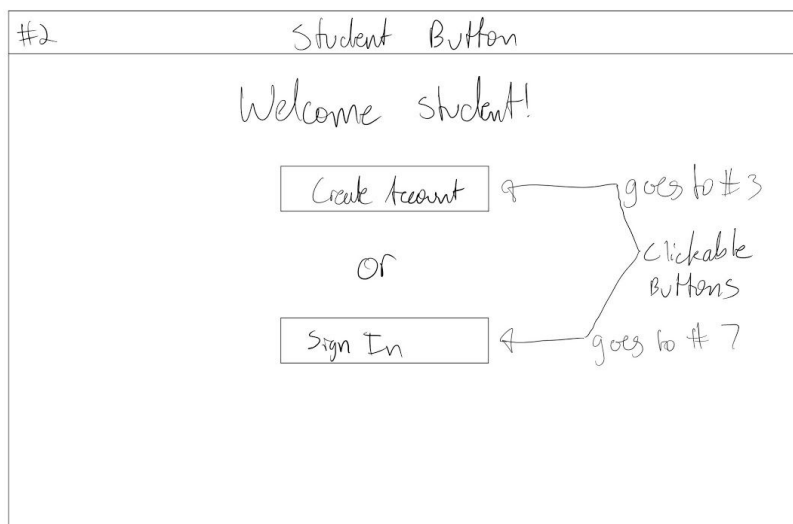 #2 Student Button
Welcome student!
Create Account
goes to #3
or
Clickable
Buttons
Sign In
goes to #7